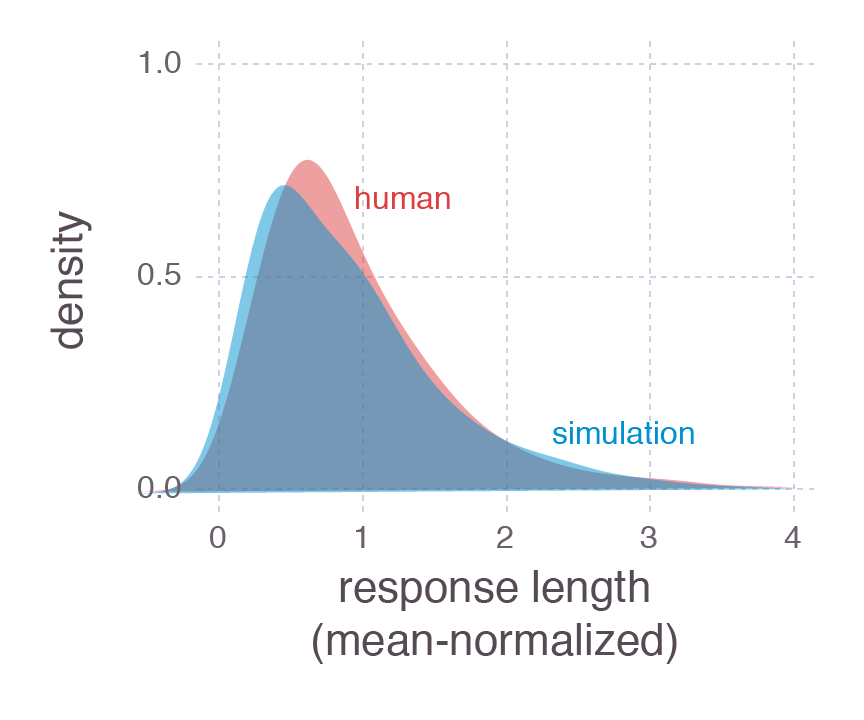 1.0
human
density
0.5
simulation
0.0
0 1 2 3 4
response length
(mean-normalized)